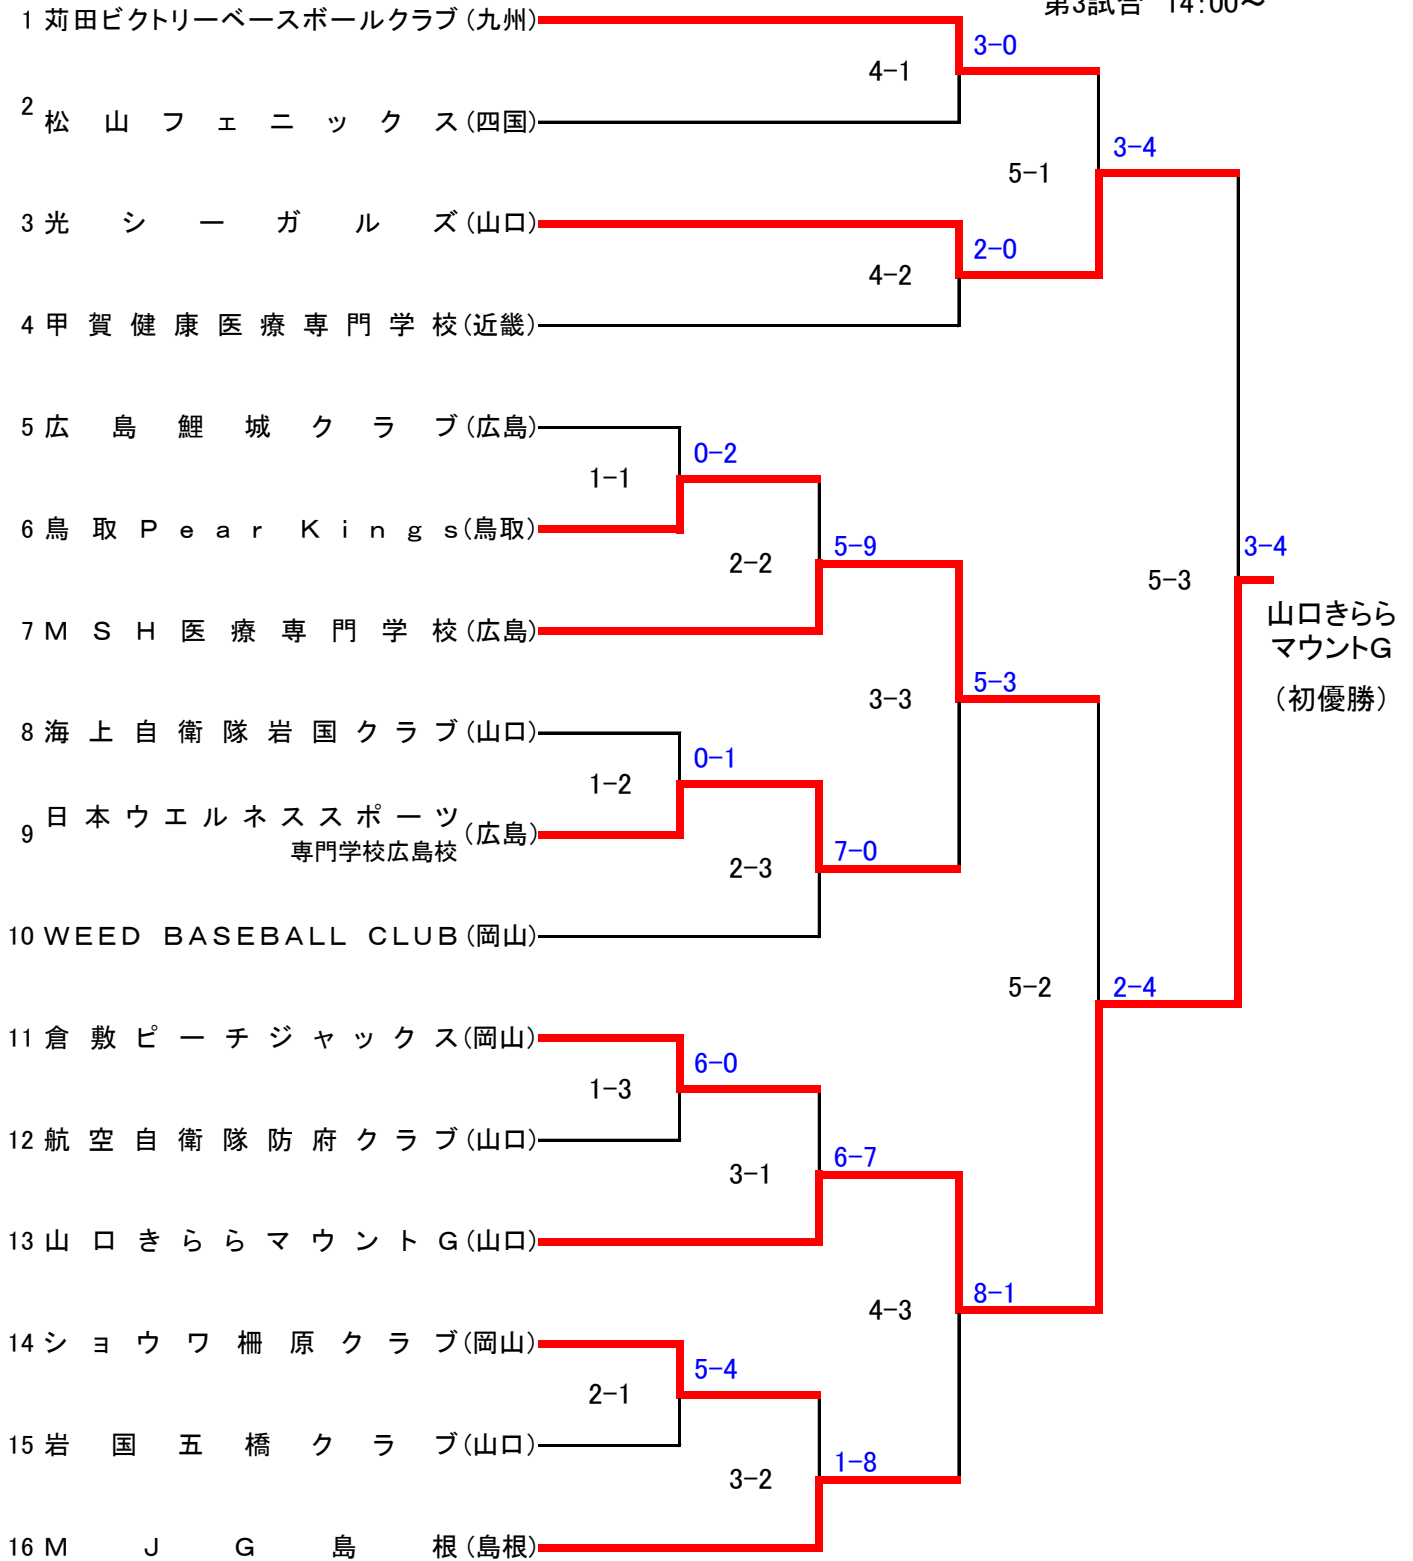 第3試合 14:00～
1 苅田ビクトリーベースボールクラブ(九州)
3-0
4-1
2 松山フェニックス(四国)
3-4
5-1
3 光シーガルズ(山口)
2-0
4-2
4 甲賀健康医療専門学校(近畿)
5 広島鯉城クラブ(広島)
0-2
1-1
6 鳥取Pear Kings(鳥取)
5-9
2-2
3-4
5-3
山口きらら
マウントG
(初優勝)
7 MSH医療専門学校(広島)
5-3
3-3
8 海上自衛隊岩国クラブ(山口)
0-1
1-2
9 日本ウエルネススポーツ
専門学校広島校
(広島)
7-0
2-3
10 WEED BASEBALL CLUB(岡山)
5-2
2-4
11 倉敷ピーチジャックス(岡山)
6-0
1-3
12 航空自衛隊防府クラブ(山口)
6-7
3-1
13 山口きららマウントG(山口)
8-1
4-3
14 ショウワ柵原クラブ(岡山)
5-4
2-1
15 岩国五橋クラブ(山口)
1-8
3-2
16 MJG島根(島根)